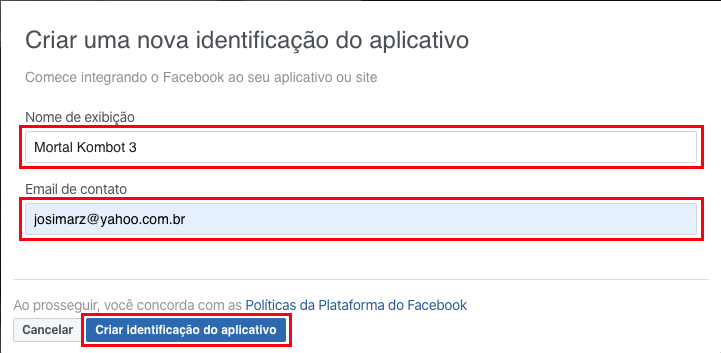 Criar uma nova identificação do aplicativo
Comece integrando o Facebook ao seu aplicativo ou site
Nome de exibição
Mortal Kombot 3
Email de contato
josimarz@yahoo.com.br
Ao prosseguir, você concorda com as Políticas da Plataforma do Facebook
Cancelar Criar identificação do aplicativo